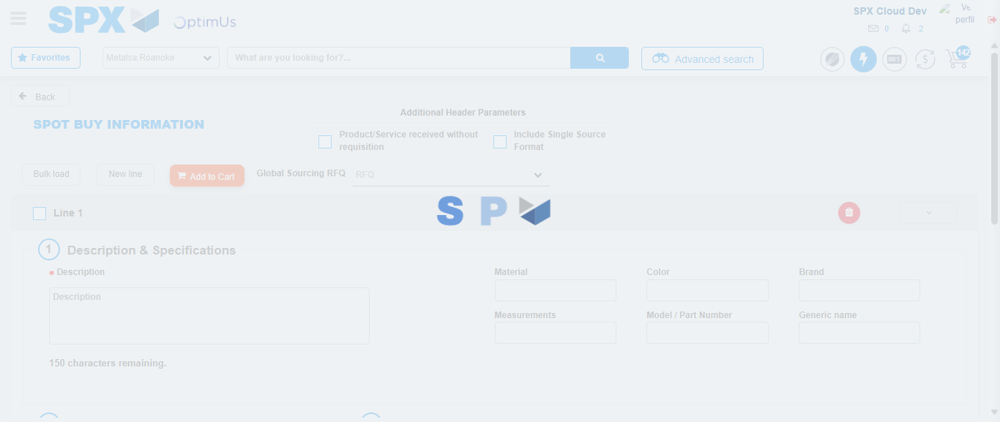 SPX
OptimUs
SPX Cloud Dev
Ve
perfil
0
2
Favorites
Metalsa Roanoke
What are you looking for?...
Advanced search
$
142
Back
SPOT BUY INFORMATION
Additional Header Parameters
Product/Service received without
requisition
Include Single Source
Format
Bulk load
New line
Add to Cart
Global Sourcing RFQ
RFQ
SP
Line 1
1
Description & Specifications
* Description
Description
150 characters remaining.
Material
Color
Brand
Measurements
Model / Part Number
Generic name